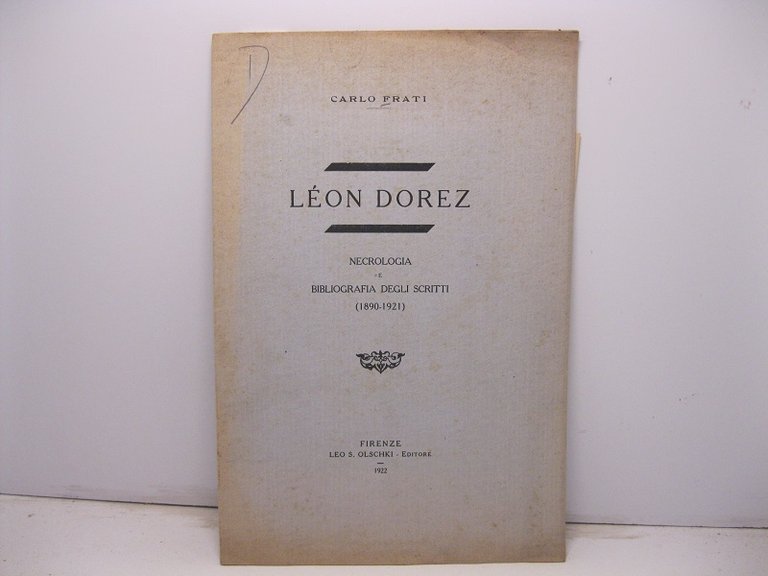 D
CARLO FRATI
LÉON DOREZ
NECROLOGIA
E
BIBLIOGRAFIA DEGLI SCRITTI
(1890-1921)
FIRENZE
LEO S. OLSCHKI - EDITORE
1922